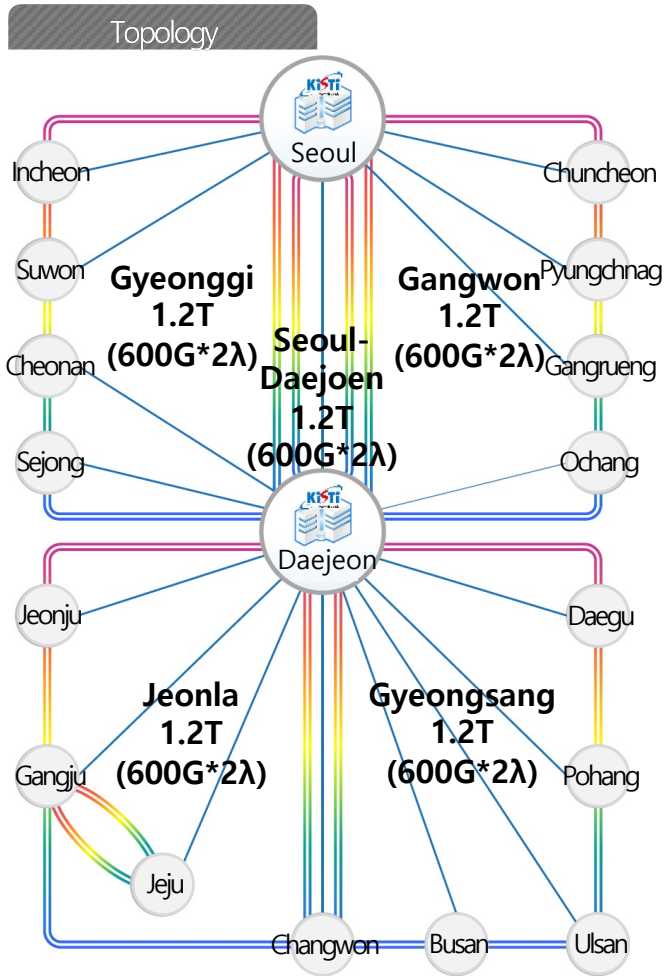 Topology
KiSTi
Seoul
Incheon
Chuncheon
Suwon
Pyungchnag
Gyeonggi
1.2T
(600G*2λ)
Gangwon
1.2T
(600G*2λ)
Seoul-
Daejoen
1.2T
(600G*2λ)
Cheonan
Gangrueng
Sejong
Ochang
KiSTi
Daejeon
Jeonju
Daegu
Jeonla
1.2T
(600G*2λ)
Gyeongsang
1.2T
(600G*2λ)
Gangju
Pohang
Jeju
Changwon
Busan
Ulsan